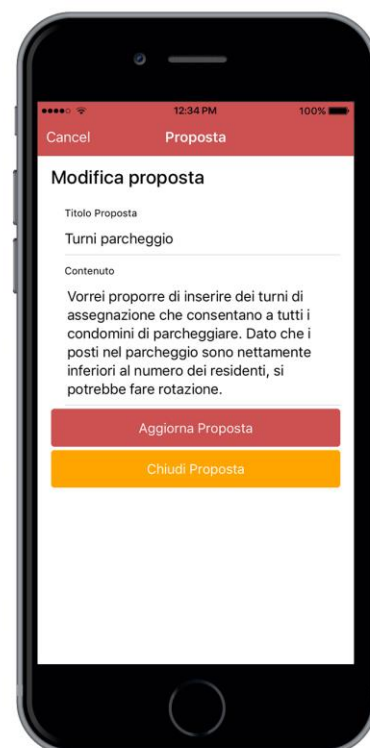 12:34 PM
100%
Cancel
Proposta
Modifica proposta
Titolo Proposta
Turni parcheggio
Contenuto
Vorrei proporre di inserire dei turni di
assegnazione che consentano a tutti i
condomini di parcheggiare. Dato che i
posti nel parcheggio sono nettamente
inferiori al numero dei residenti, si
potrebbe fare rotazione.
Aggiorna Proposta
Chiudi Proposta